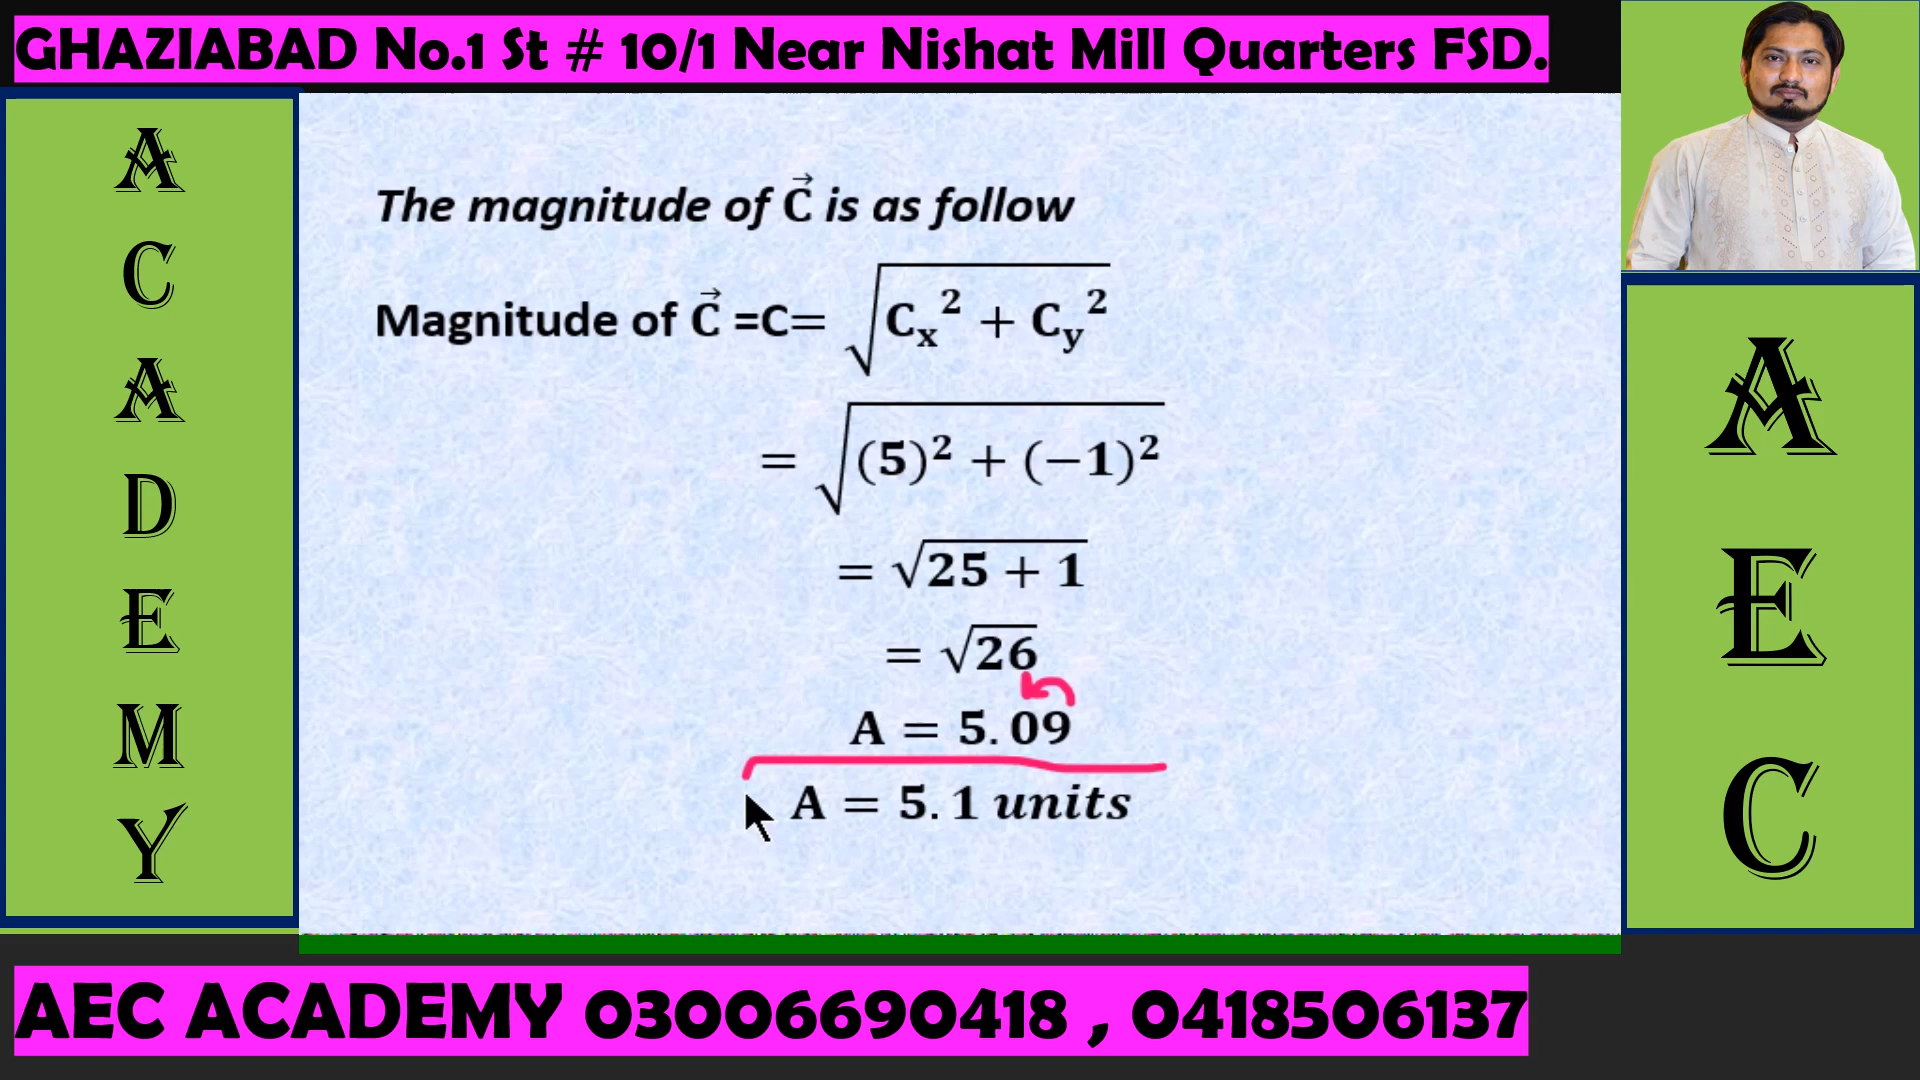 GHAZIABAD No.1 St # 10/1 Near Nishat Mill Quarters FSD.
A
C
A
D
E
M
Y
The magnitude of C⃗ is as follow
Magnitude of C⃗ =C= √(Cₓ² + Cᵧ²)
= √((5)² + (−1)²)
= √(25 + 1)
= √26
A = 5.09
A = 5.1 units
A
E
C
AEC ACADEMY 03006690418 , 0418506137